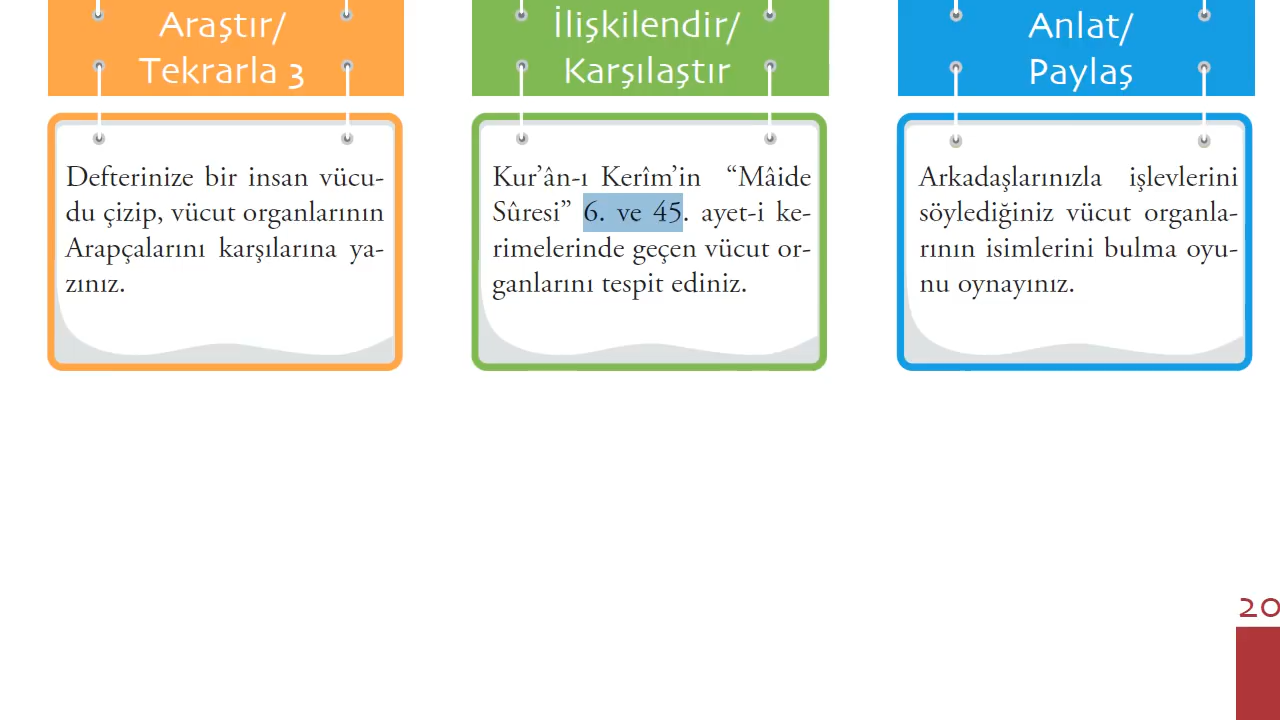 Araştır/
Tekrarla 3
Defterinize bir insan vücu-
du çizip, vücut organlarının
Arapçalarını karşılarına ya-
zınız.
İlişkilendir/
Karşılaştır
Kur’ân-ı Kerîm’in “Mâide
Sûresi” 6. ve 45. ayet-i ke-
rimelerinde geçen vücut or-
ganlarını tespit ediniz.
Anlat/
Paylaş
Arkadaşlarınızla işlevlerini
söylediğiniz vücut organla-
rının isimlerini bulma oyu-
nu oynayınız.
20